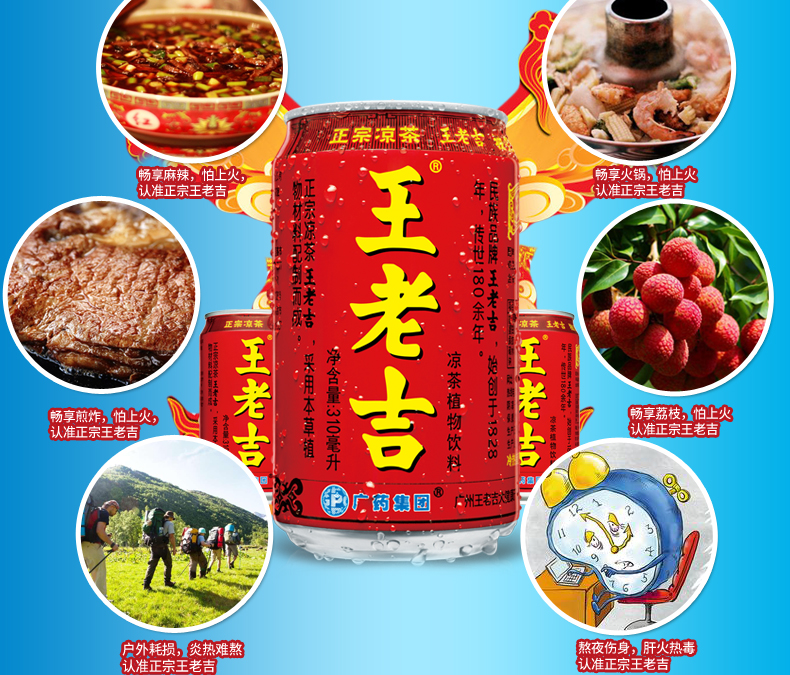 畅享麻辣，怕上火，
认准正宗王老吉
畅享火锅，怕上火
认准正宗王老吉
正宗凉茶 王老吉
王老吉®
民族品牌王老吉，始创于1828
年，传世180余年。
正宗凉茶王老吉，采用本草植
物材料配制而成。
净含量:310毫升
凉茶植物饮料
广药集团®
正宗凉茶
王老吉
正宗凉茶 王老吉
王老吉
畅享煎炸，怕上火，
认准正宗王老吉
畅享荔枝，怕上火
认准正宗王老吉
户外耗损，炎热难熬
认准正宗王老吉
熬夜伤身，肝火热毒
认准正宗王老吉
红